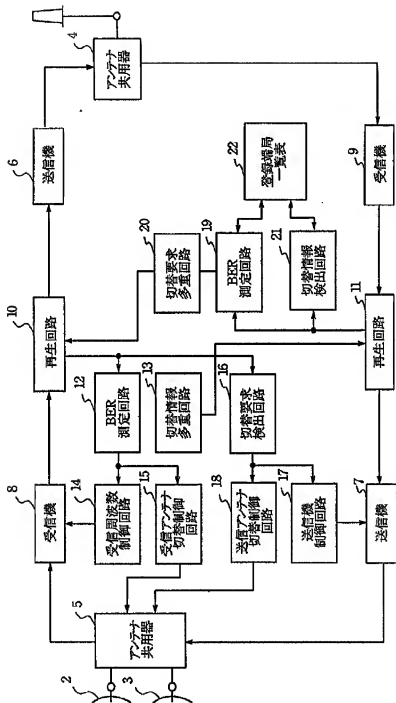 4
アンテナ
共用器
6
送信機
9
受信機
22
登録端局
一覧表
20
切替要求
多重回路
19
BER
測定回路
21
切替情報
検出回路
10
再生回路
11
再生回路
12
BER
測定回路
13
切替情報
多重回路
16
切替要求
検出回路
8
受信機
14
受信周波数
制御回路
15
受信アンテナ
切替制御
回路
18
送信アンテナ
切替制御
回路
17
送信機
制御回路
7
送信機
5
アンテナ
共用器
2
3